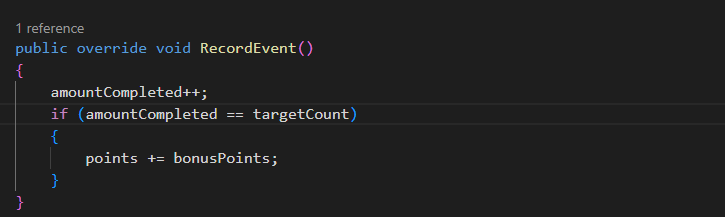 1 reference
public override void RecordEvent()
{
    amountCompleted++;
    if (amountCompleted == targetCount)
    {
        points += bonusPoints;
    }
}